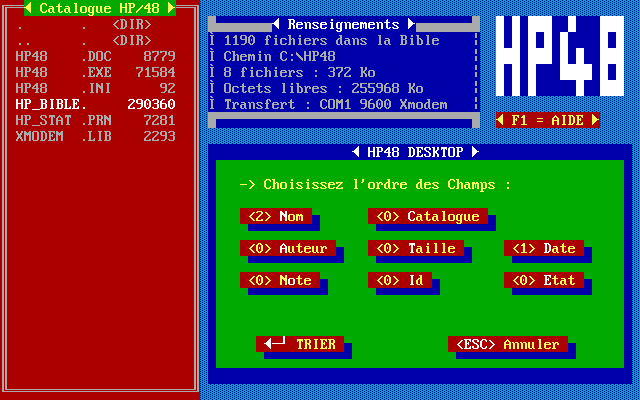 Catalogue HP/48
. . <DIR>
.. . <DIR>
HP48 .DOC 8779
HP48 .EXE 71584
HP48 .INI 92
HP_BIBLE. 290360
HP_STAT .PRN 7281
XMODEM .LIB 2293
Renseignements
1190 fichiers dans la Bible
Chemin C:\HP48
8 fichiers : 372 Ko
Octets libres : 255968 Ko
Transfert : COM1 9600 Xmodem
HP48
F1 = AIDE
HP48 DESKTOP
-> Choisissez l'ordre des Champs :
<2> Nom <0> Catalogue
<0> Auteur <0> Taille <1> Date
<0> Note <0> Id <0> Etat
TRIER <ESC> Annuler